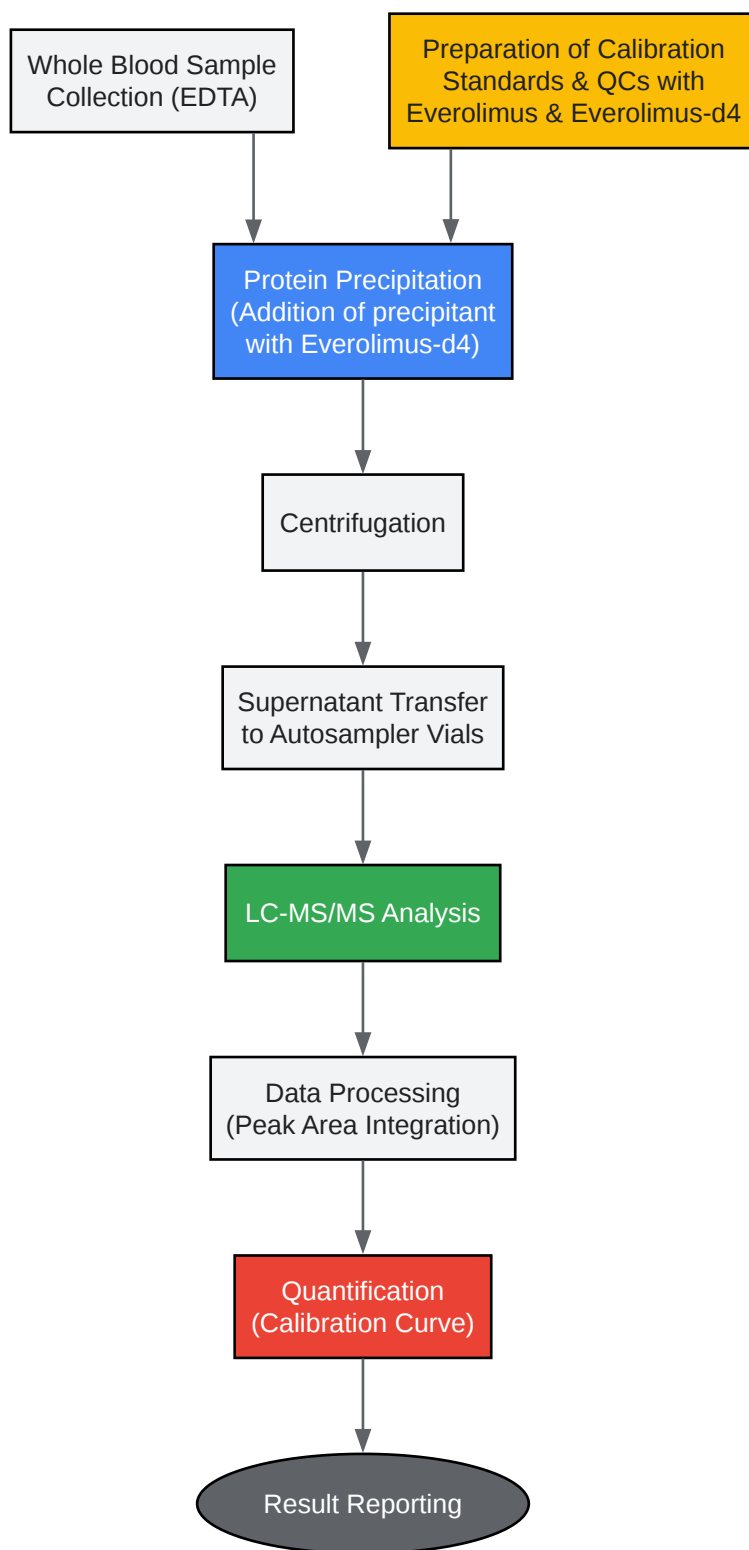 Whole Blood Sample
Collection (EDTA)
Preparation of Calibration
Standards & QCs with
Everolimus & Everolimus-d4
Protein Precipitation
(Addition of precipitant
with Everolimus-d4)
Centrifugation
Supernatant Transfer
to Autosampler Vials
LC-MS/MS Analysis
Data Processing
(Peak Area Integration)
Quantification
(Calibration Curve)
Result Reporting